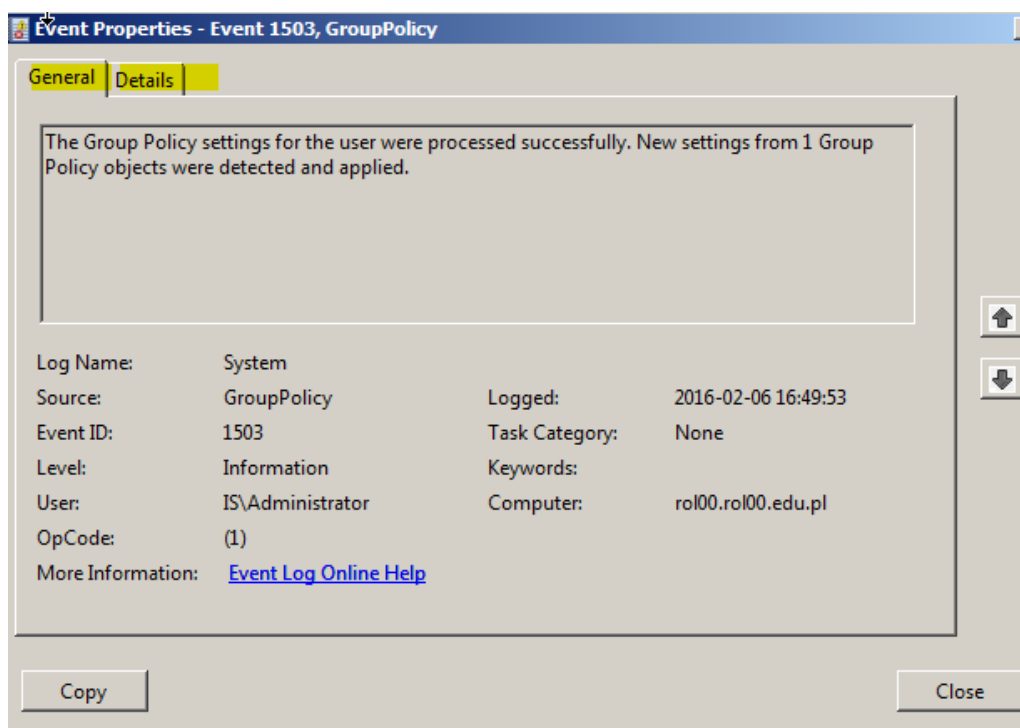 Event Properties - Event 1503, GroupPolicy
General Details
The Group Policy settings for the user were processed successfully. New settings from 1 Group
Policy objects were detected and applied.
Log Name: System
Source: GroupPolicy Logged: 2016-02-06 16:49:53
Event ID: 1503 Task Category: None
Level: Information Keywords:
User: IS\Administrator Computer: rol00.rol00.edu.pl
OpCode: (1)
More Information: Event Log Online Help
Copy Close